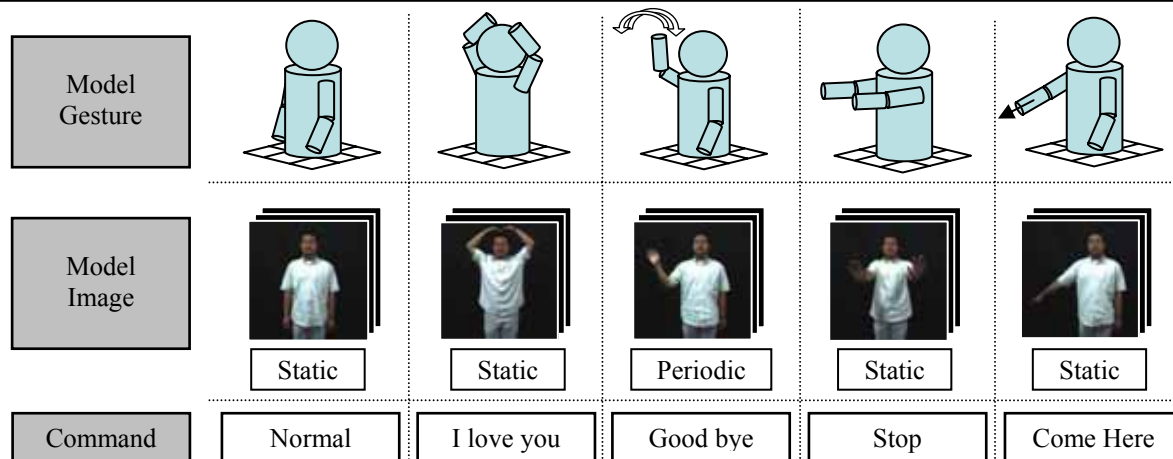 Model
Gesture
Model
Image
Static
Static
Periodic
Static
Static
Command
Normal
I love you
Good bye
Stop
Come Here